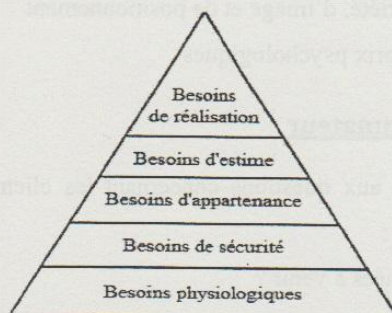 Besoins
de réalisation
Besoins d'estime
Besoins d'appartenance
Besoins de sécurité
Besoins physiologiques